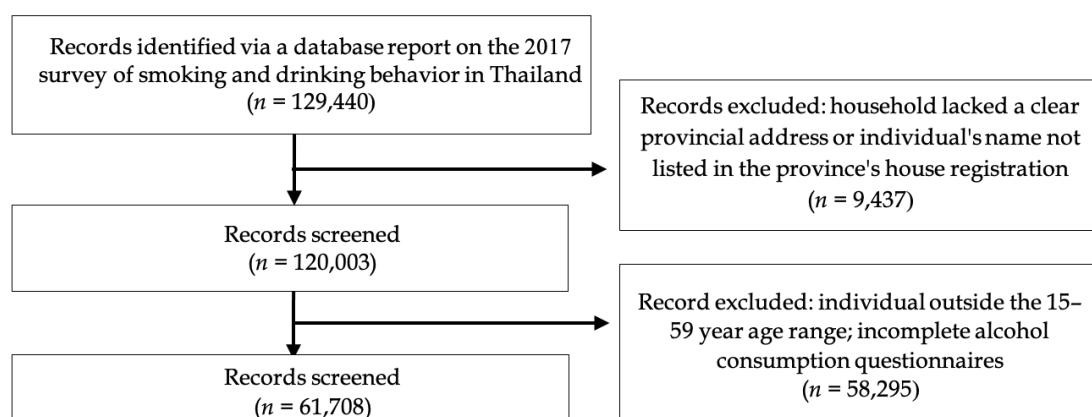 Records identified via a database report on the 2017
survey of smoking and drinking behavior in Thailand
(n = 129,440)
Records excluded: household lacked a clear
provincial address or individual's name not
listed in the province's house registration
(n = 9,437)
Records screened
(n = 120,003)
Record excluded: individual outside the 15–
59 year age range; incomplete alcohol
consumption questionnaires
(n = 58,295)
Records screened
(n = 61,708)